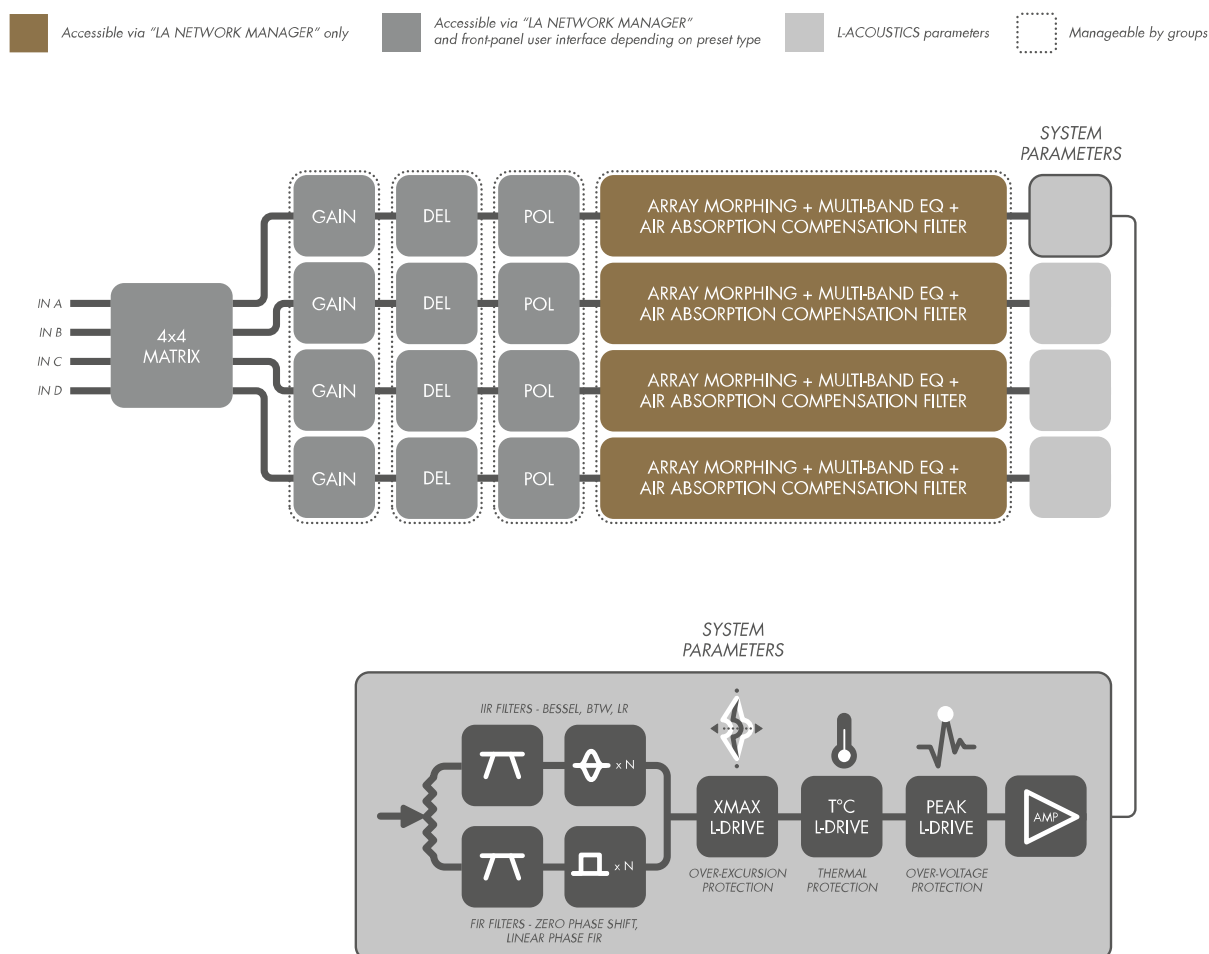 Accessible via "LA NETWORK MANAGER" only
Accessible via "LA NETWORK MANAGER"
and front-panel user interface depending on preset type
L-ACOUSTICS parameters
Manageable by groups
SYSTEM
PARAMETERS
IN A
IN B
IN C
IN D
4x4
MATRIX
GAIN
DEL
POL
ARRAY MORPHING + MULTI-BAND EQ +
AIR ABSORPTION COMPENSATION FILTER
GAIN
DEL
POL
ARRAY MORPHING + MULTI-BAND EQ +
AIR ABSORPTION COMPENSATION FILTER
GAIN
DEL
POL
ARRAY MORPHING + MULTI-BAND EQ +
AIR ABSORPTION COMPENSATION FILTER
GAIN
DEL
POL
ARRAY MORPHING + MULTI-BAND EQ +
AIR ABSORPTION COMPENSATION FILTER
SYSTEM
PARAMETERS
IIR FILTERS - BESSEL, BTW, LR
x N
x N
FIR FILTERS - ZERO PHASE SHIFT,
LINEAR PHASE FIR
XMAX
L-DRIVE
OVER-EXCURSION
PROTECTION
T°C
L-DRIVE
THERMAL
PROTECTION
PEAK
L-DRIVE
OVER-VOLTAGE
PROTECTION
AMP